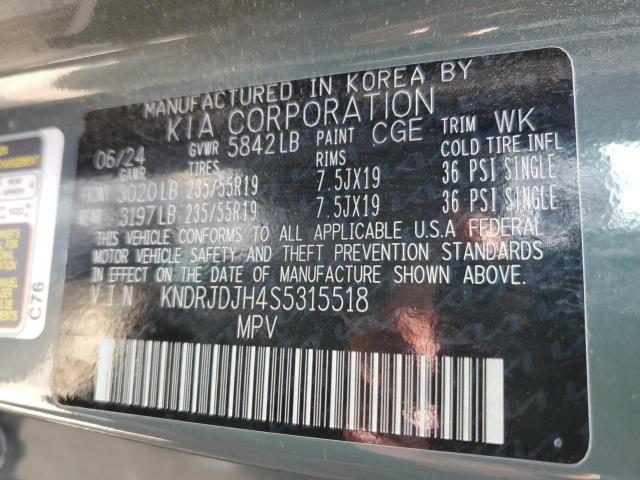 MANUFACTURED IN KOREA BY
KIA CORPORATION
06/24 GVWR 5842LB PAINT CGE TRIM WK
GAWR TIRES RIMS COLD TIRE INFL
FRONT 3020LB 235/55R19 7.5JX19 36 PSI SINGLE
REAR 3197LB 235/55R19 7.5JX19 36 PSI SINGLE
THIS VEHICLE CONFORMS TO ALL APPLICABLE U.S.A FEDERAL
MOTOR VEHICLE SAFETY AND THEFT PREVENTION STANDARDS
IN EFFECT ON THE DATE OF MANUFACTURE SHOWN ABOVE.
VIN KNDRJDJH4S5315518
MPV
C76